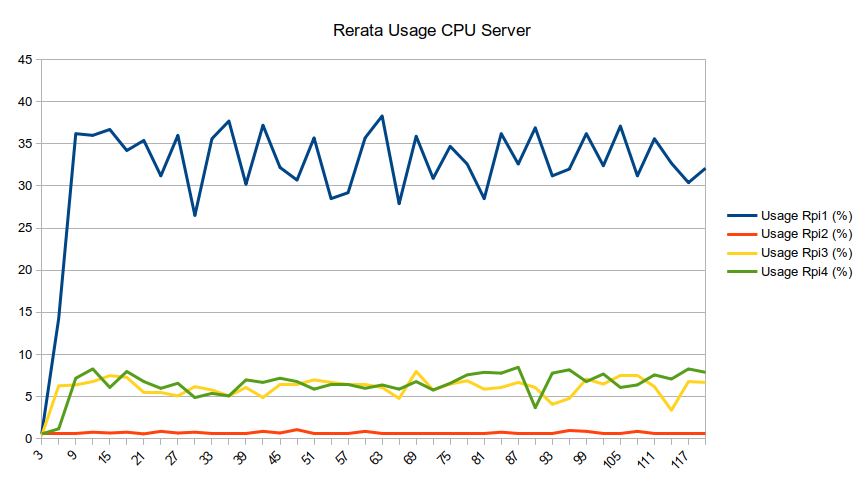 Rerata Usage CPU Server
45
40
35
30
25
20
15
10
5
0
3 9 15 21 27 33 39 45 51 57 63 69 75 81 87 93 99 105 111 117
Usage Rpi1 (%)
Usage Rpi2 (%)
Usage Rpi3 (%)
Usage Rpi4 (%)